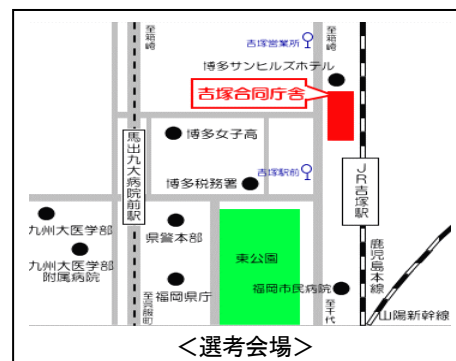 至箱崎
至箱崎
吉塚営業所
博多サンヒルズホテル
吉塚合同庁舎
博多女子高
馬出九大病院前駅
吉塚駅前
JR吉塚駅
博多税務署
九州大医学部
県警本部
九州大医学部
附属病院
東公園
鹿児島本線
福岡県庁
至呉服町
福岡市民病院
至千代
山陽新幹線
<選考会場>